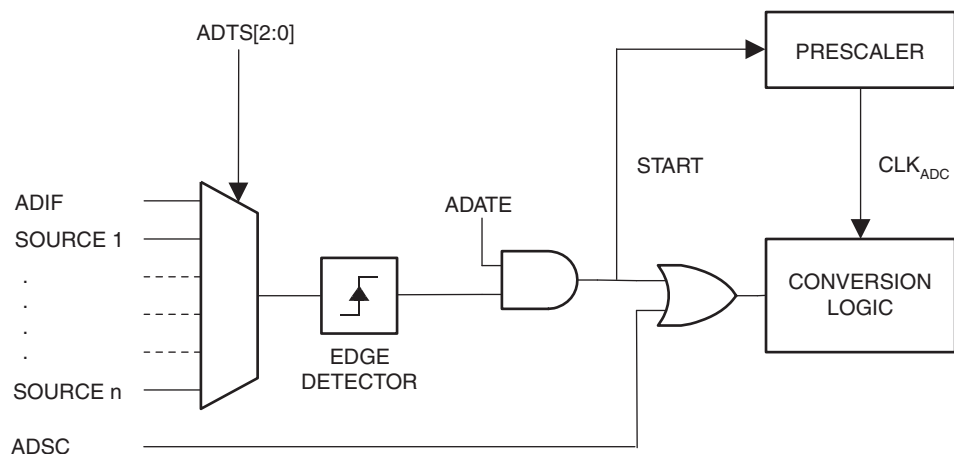 ADTS[2:0]
PRESCALER
START
CLKADC
ADIF
ADATE
SOURCE 1
.
.
.
.
CONVERSION
LOGIC
EDGE
DETECTOR
SOURCE n
ADSC